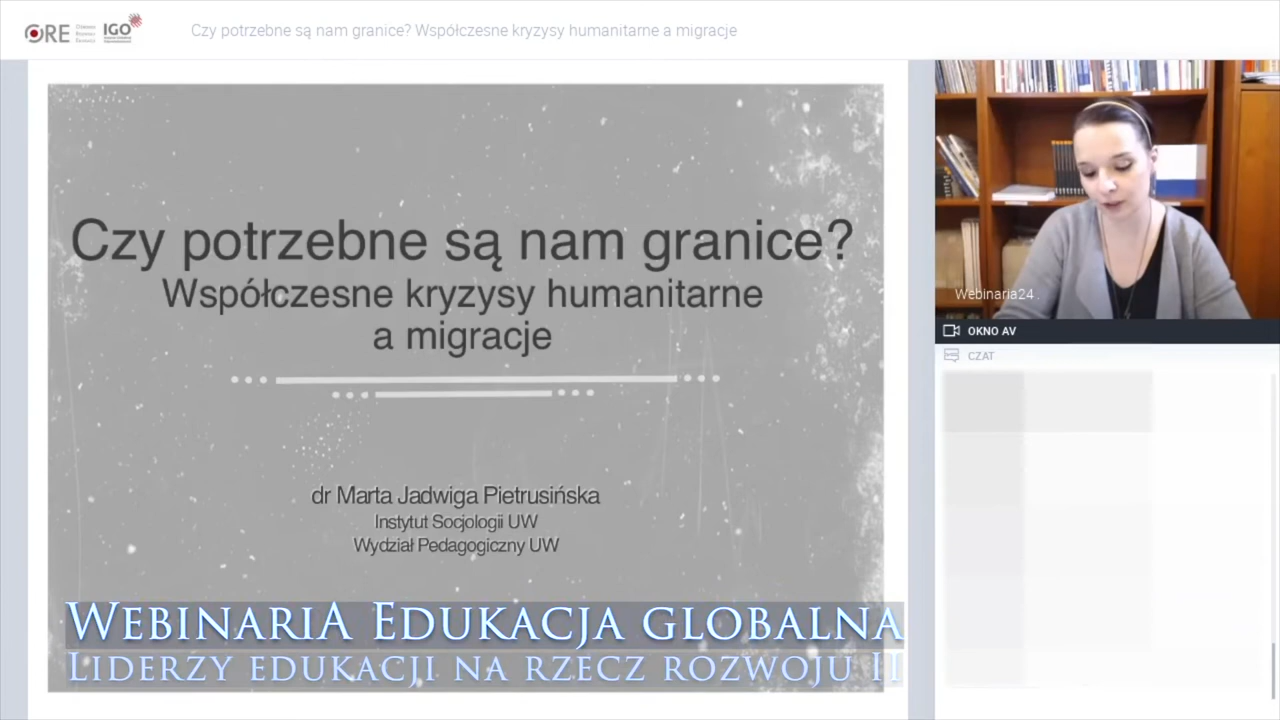 ORE
IGO
Czy potrzebne są nam granice? Współczesne kryzysy humanitarne a migracje
Czy potrzebne są nam granice?
Współczesne kryzysy humanitarne
a migracje
dr Marta Jadwiga Pietrusińska
Instytut Socjologii UW
Wydział Pedagogiczny UW
WEBINARIA EDUKACJA GLOBALNA
LIDERZY EDUKACJI NA RZECZ ROZWOJU II
Webinaria24 .
OKNO AV
CZAT